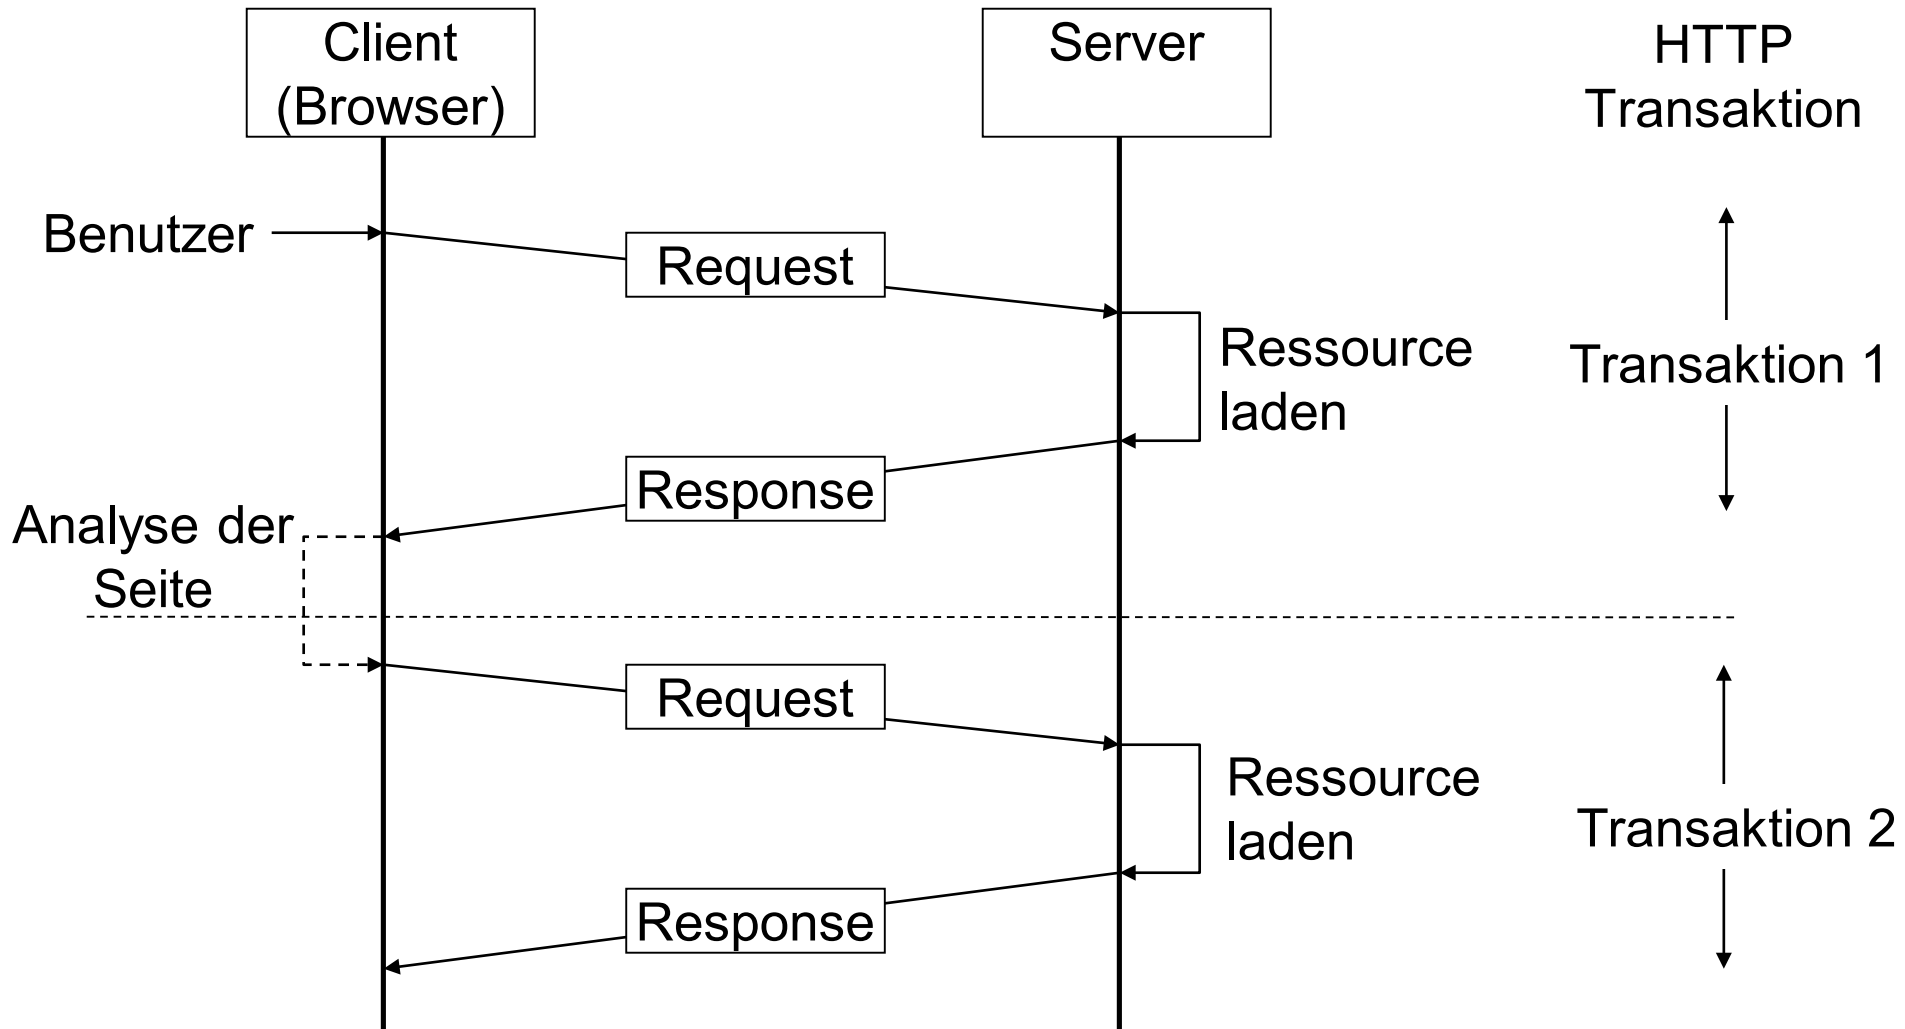 Client
(Browser)
Server
HTTP
Transaktion
Benutzer
Request
Ressource
laden
Transaktion 1
Response
Analyse der
Seite
Request
Ressource
laden
Transaktion 2
Response